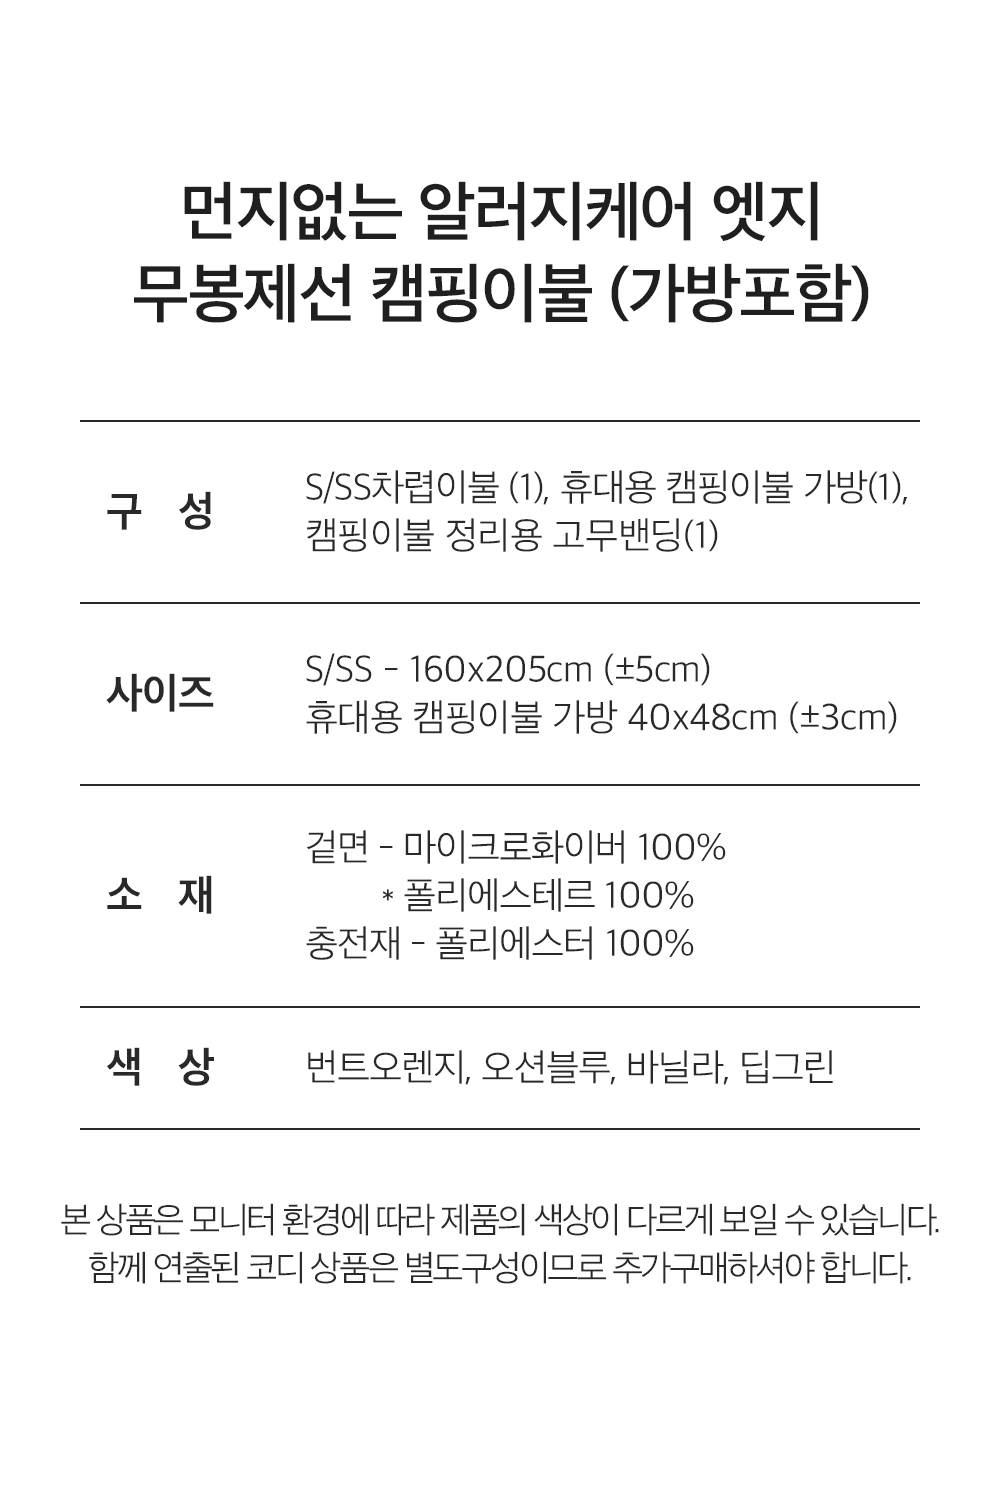 먼지없는 알러지케어 엣지
무봉제선 캠핑이불 (가방포함)
구 성
S/SS차렵이불 (1), 휴대용 캠핑이불 가방(1),
캠핑이불 정리용 고무밴딩(1)
사이즈
S/SS - 160x205cm (±5cm)
휴대용 캠핑이불 가방 40x48cm (±3cm)
소 재
겉면 - 마이크로화이버 100%
* 폴리에스테르 100%
충전재 - 폴리에스터 100%
색 상
번트오렌지, 오션블루, 바닐라, 딥그린
본 상품은 모니터 환경에 따라 제품의 색상이 다르게 보일 수 있습니다.
함께 연출된 코디 상품은 별도구성이므로 추가구매하셔야 합니다.